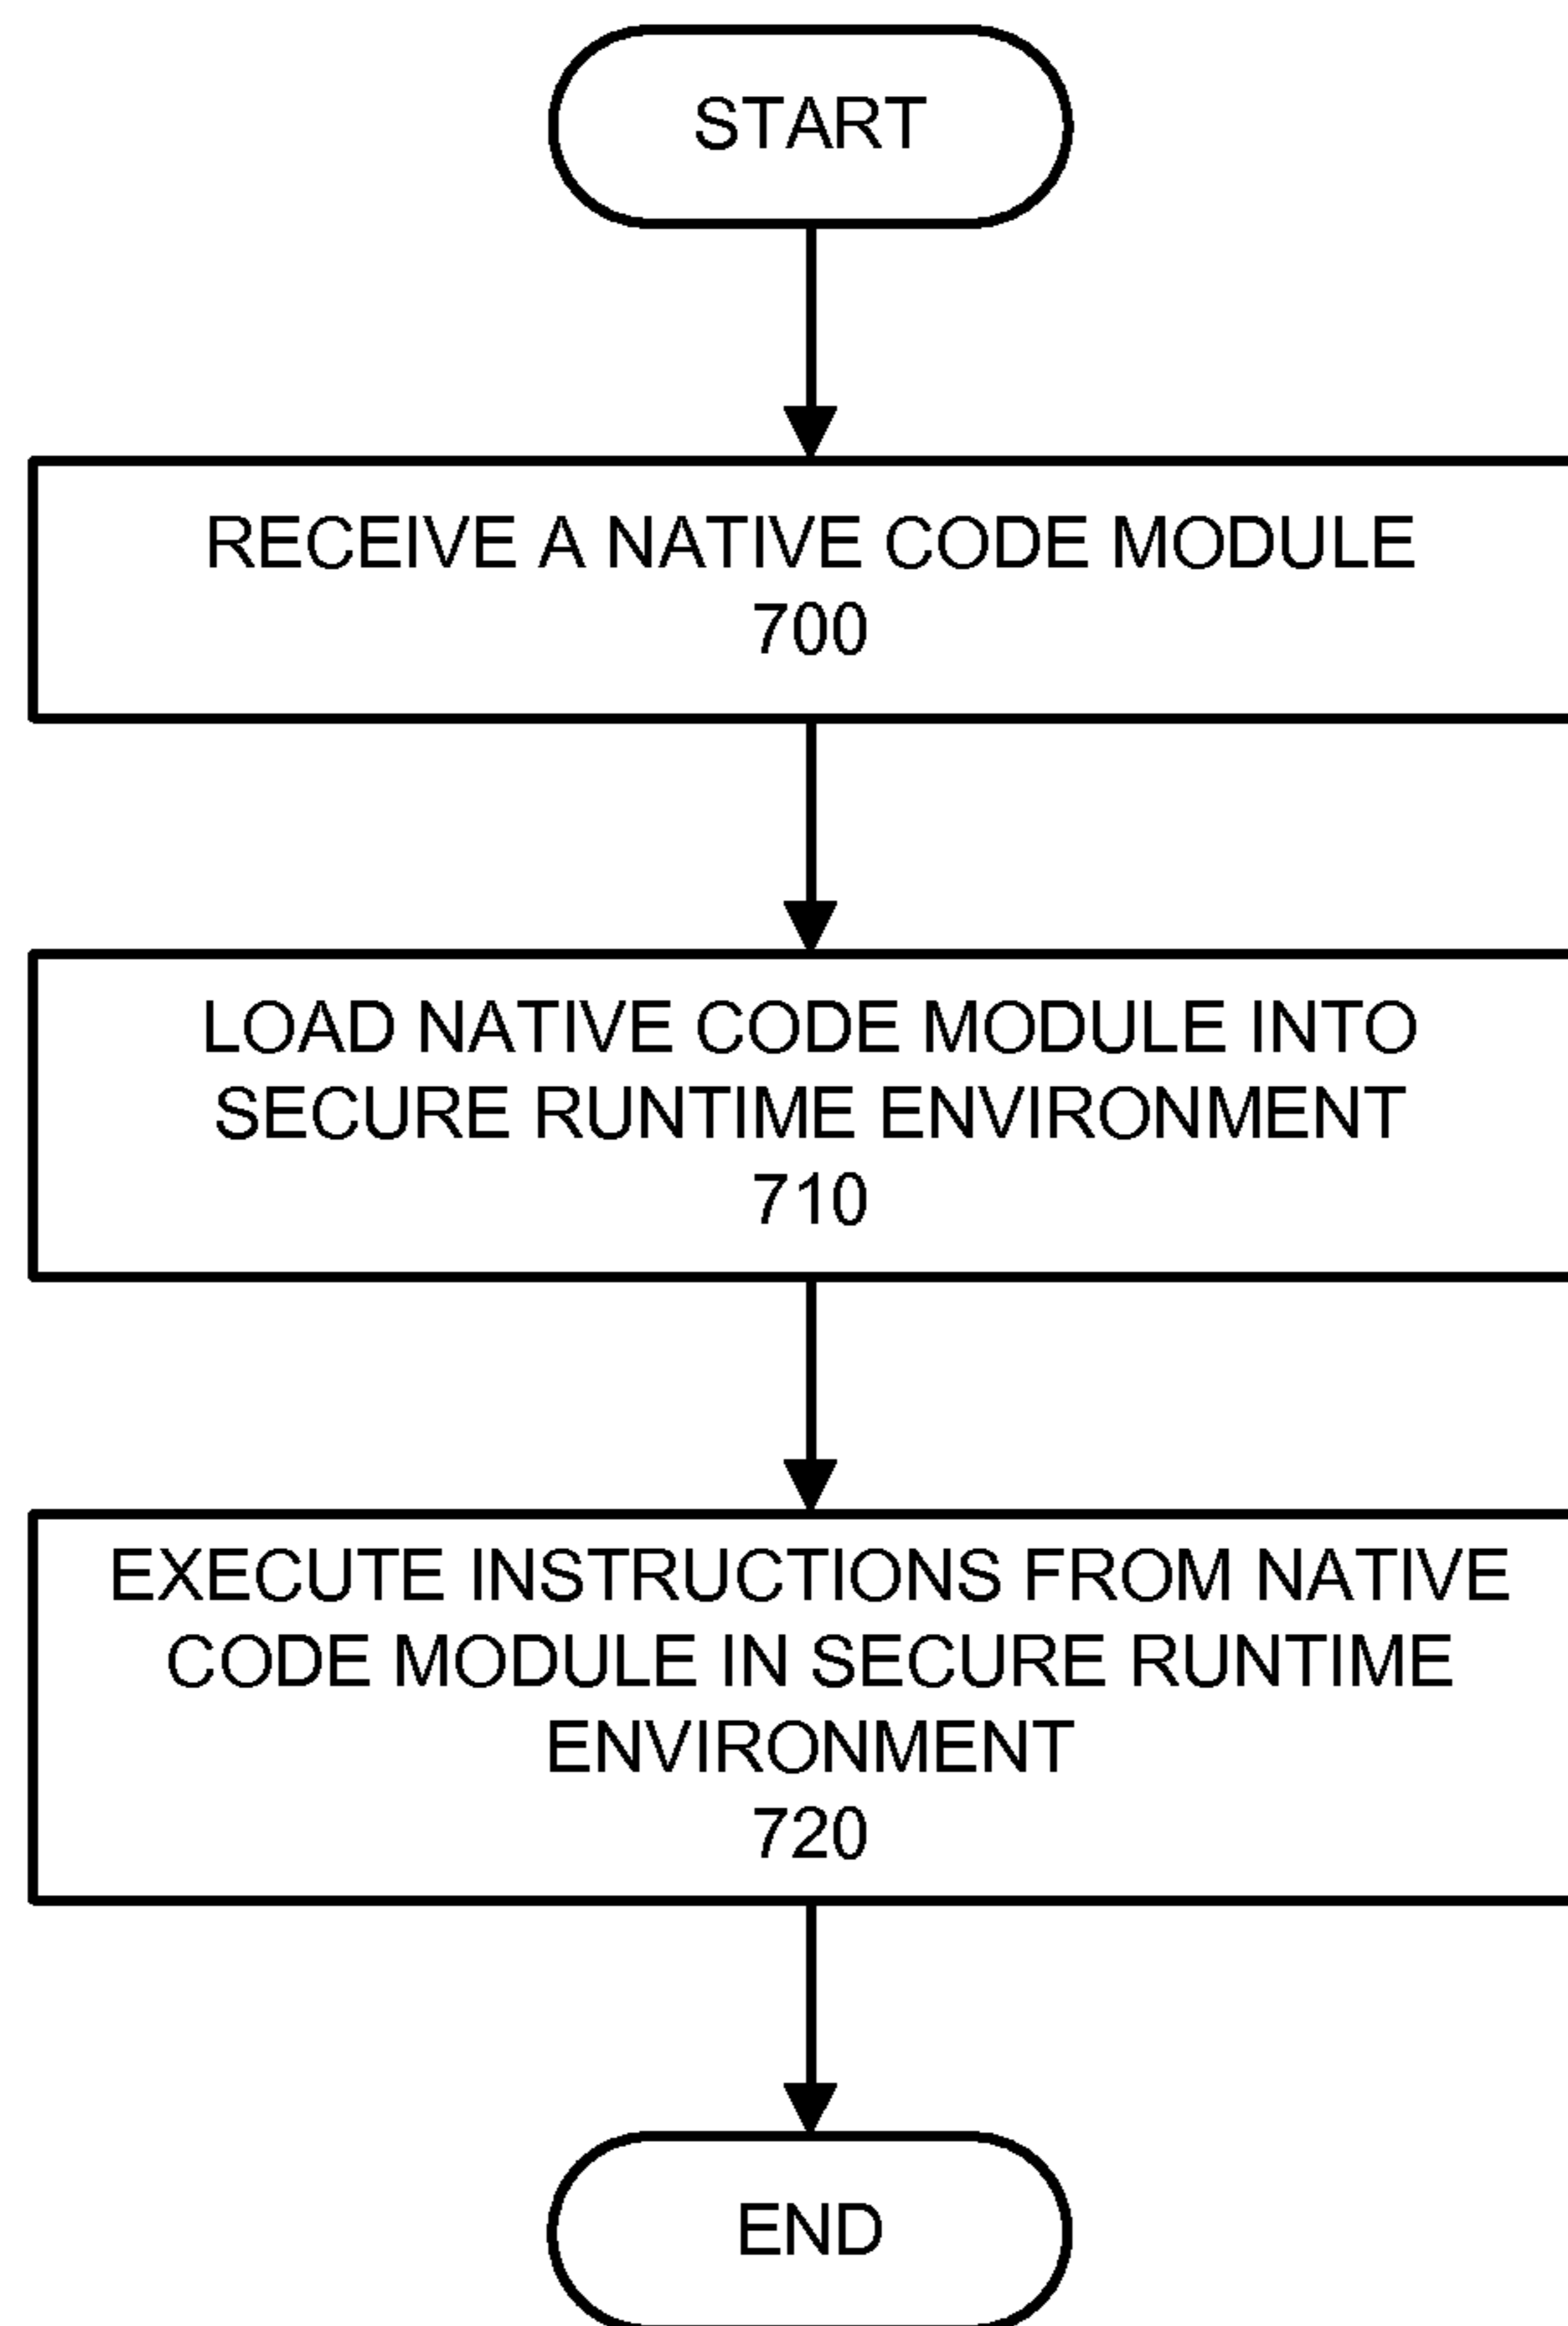 START
RECEIVE A NATIVE CODE MODULE
700
LOAD NATIVE CODE MODULE INTO
SECURE RUNTIME ENVIRONMENT
710
EXECUTE INSTRUCTIONS FROM NATIVE
CODE MODULE IN SECURE RUNTIME
ENVIRONMENT
720
END